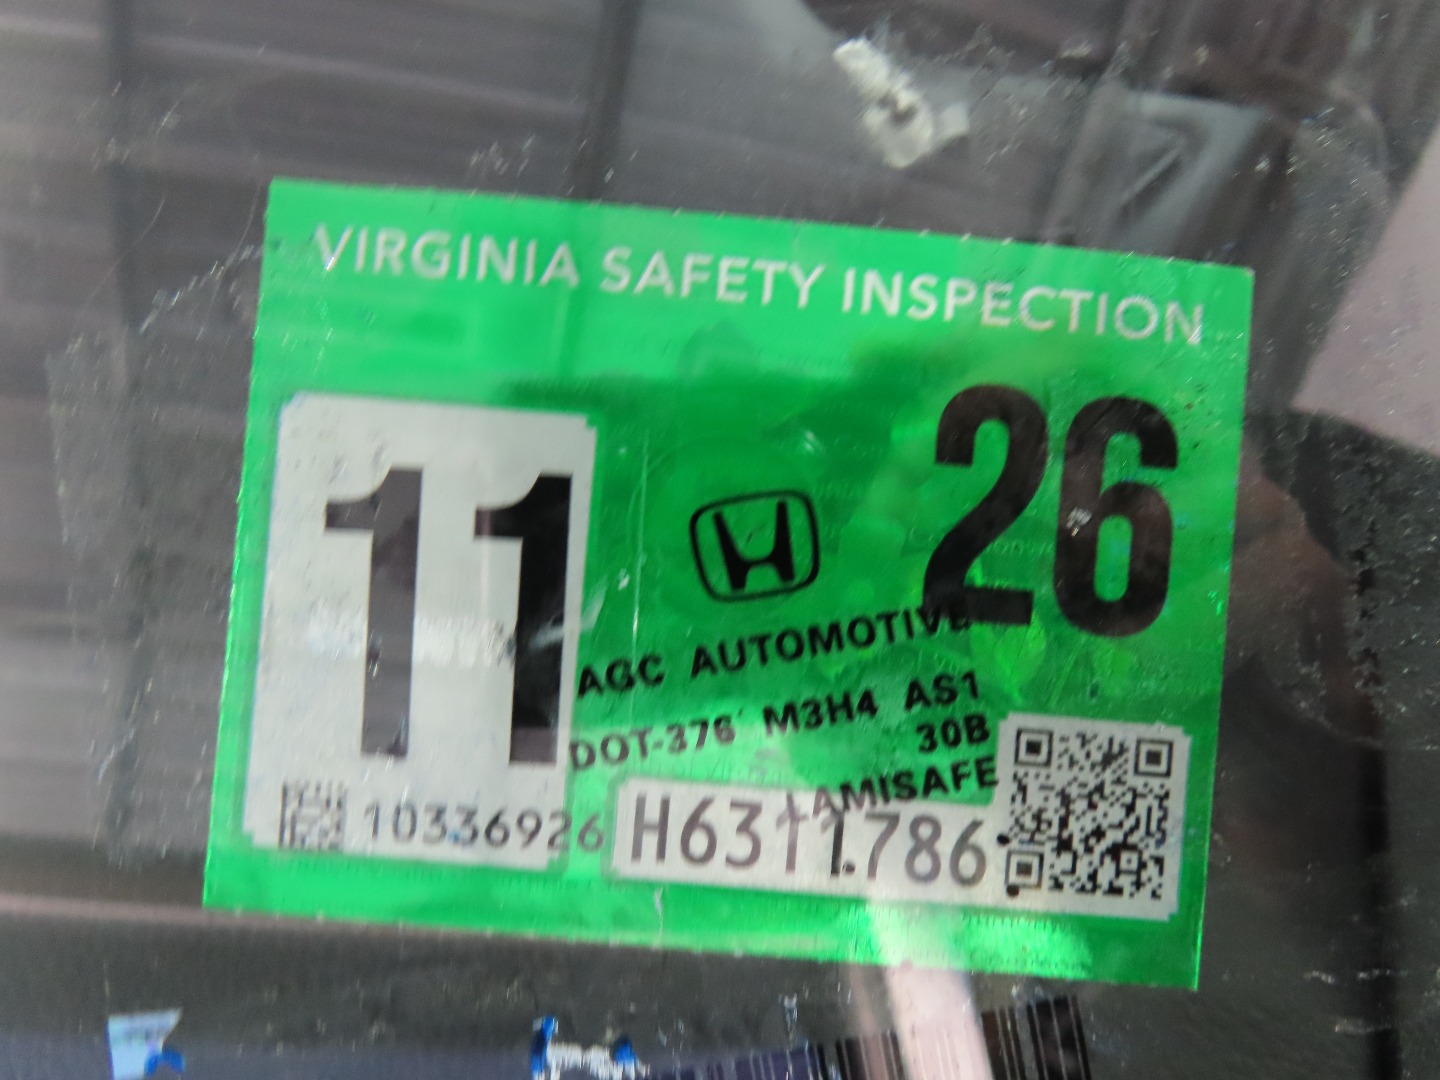 VIRGINIA SAFETY INSPECTION
11
26
AGC AUTOMOTIVE
DOT-376 M3H4 AS1
30B
LAMISAFE
10336926
H6311786